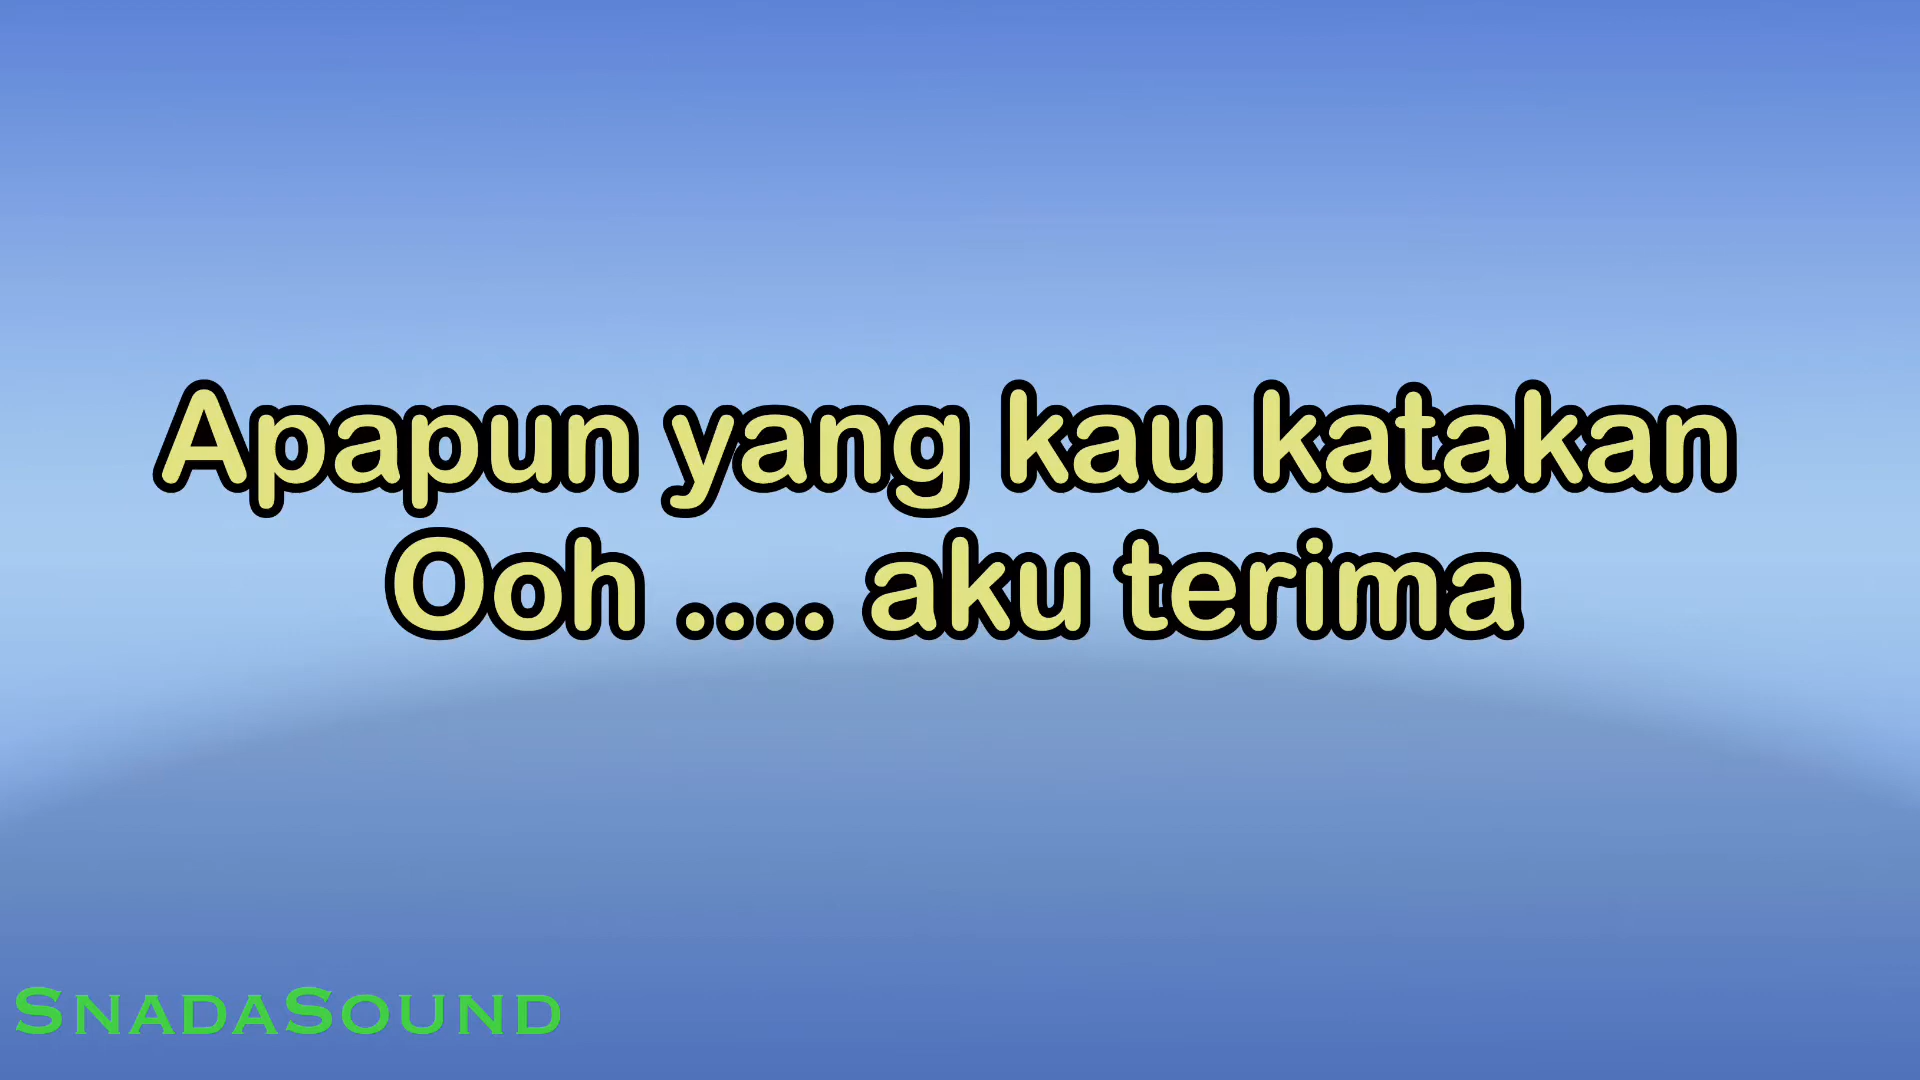 Apapun yang kau katakan
Ooh .... aku terima
SnadaSound